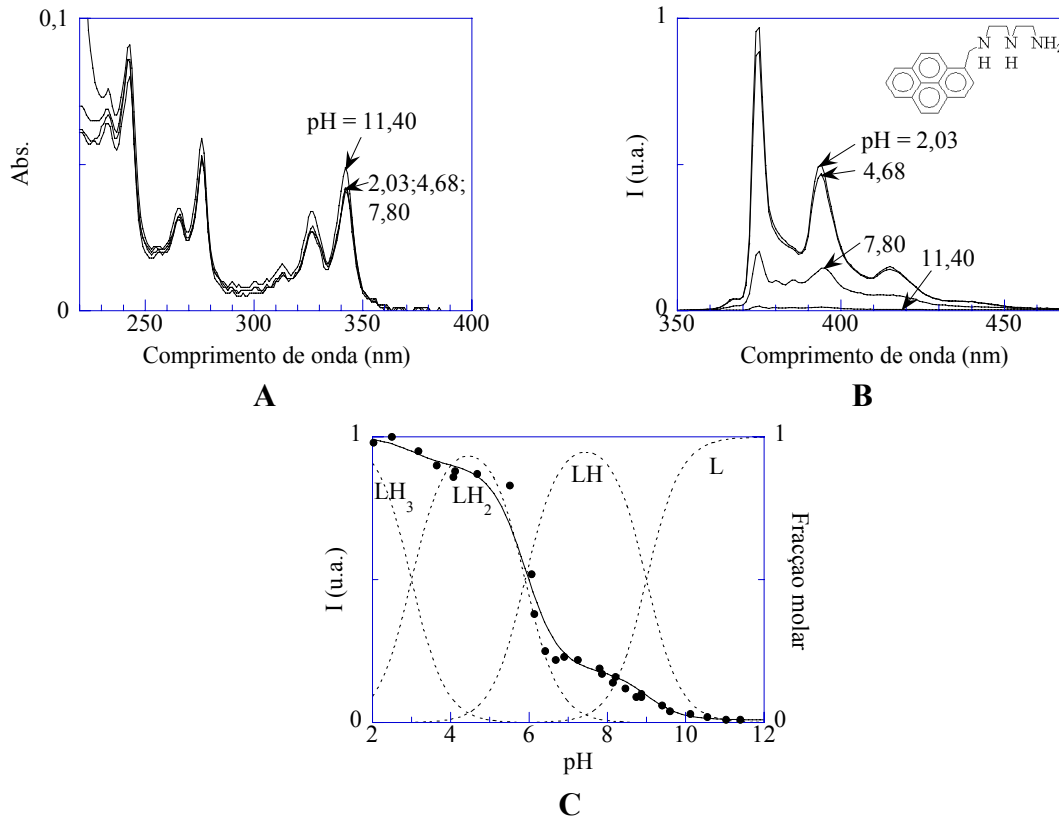 0,1
Abs.
0
250
300
350
400
Comprimento de onda (nm)
pH = 11,40
2,03;4,68;
7,80
A
1
I (u.a.)
0
350
400
450
Comprimento de onda (nm)
N
H
N
H
NH2
pH = 2,03
4,68
7,80
11,40
B
1
I (u.a.)
0
LH3
LH2
LH
L
1
Fracçao molar
0
2
4
6
8
10
12
pH
C